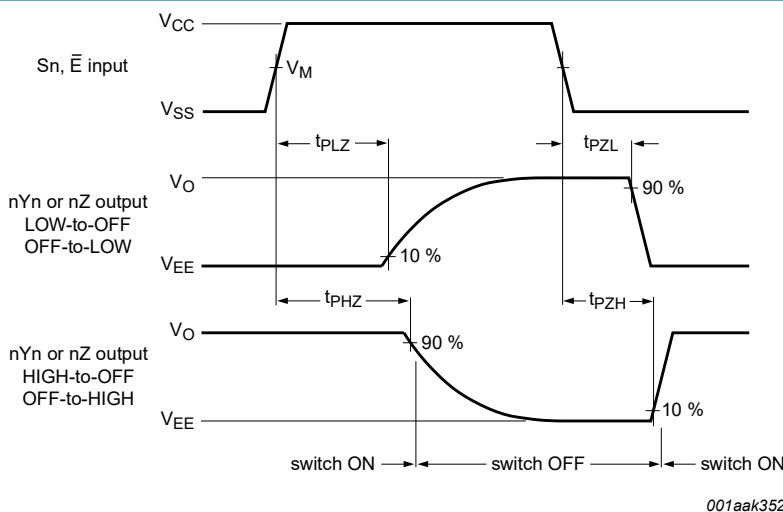 V_CC
Sn, E̅ input
V_M
V_SS
t_PLZ
t_PZL
V_O
nYn or nZ output
LOW-to-OFF
OFF-to-LOW
90 %
10 %
V_EE
t_PHZ
t_PZH
V_O
nYn or nZ output
HIGH-to-OFF
OFF-to-HIGH
90 %
10 %
V_EE
switch ON
switch OFF
switch ON
001aak352